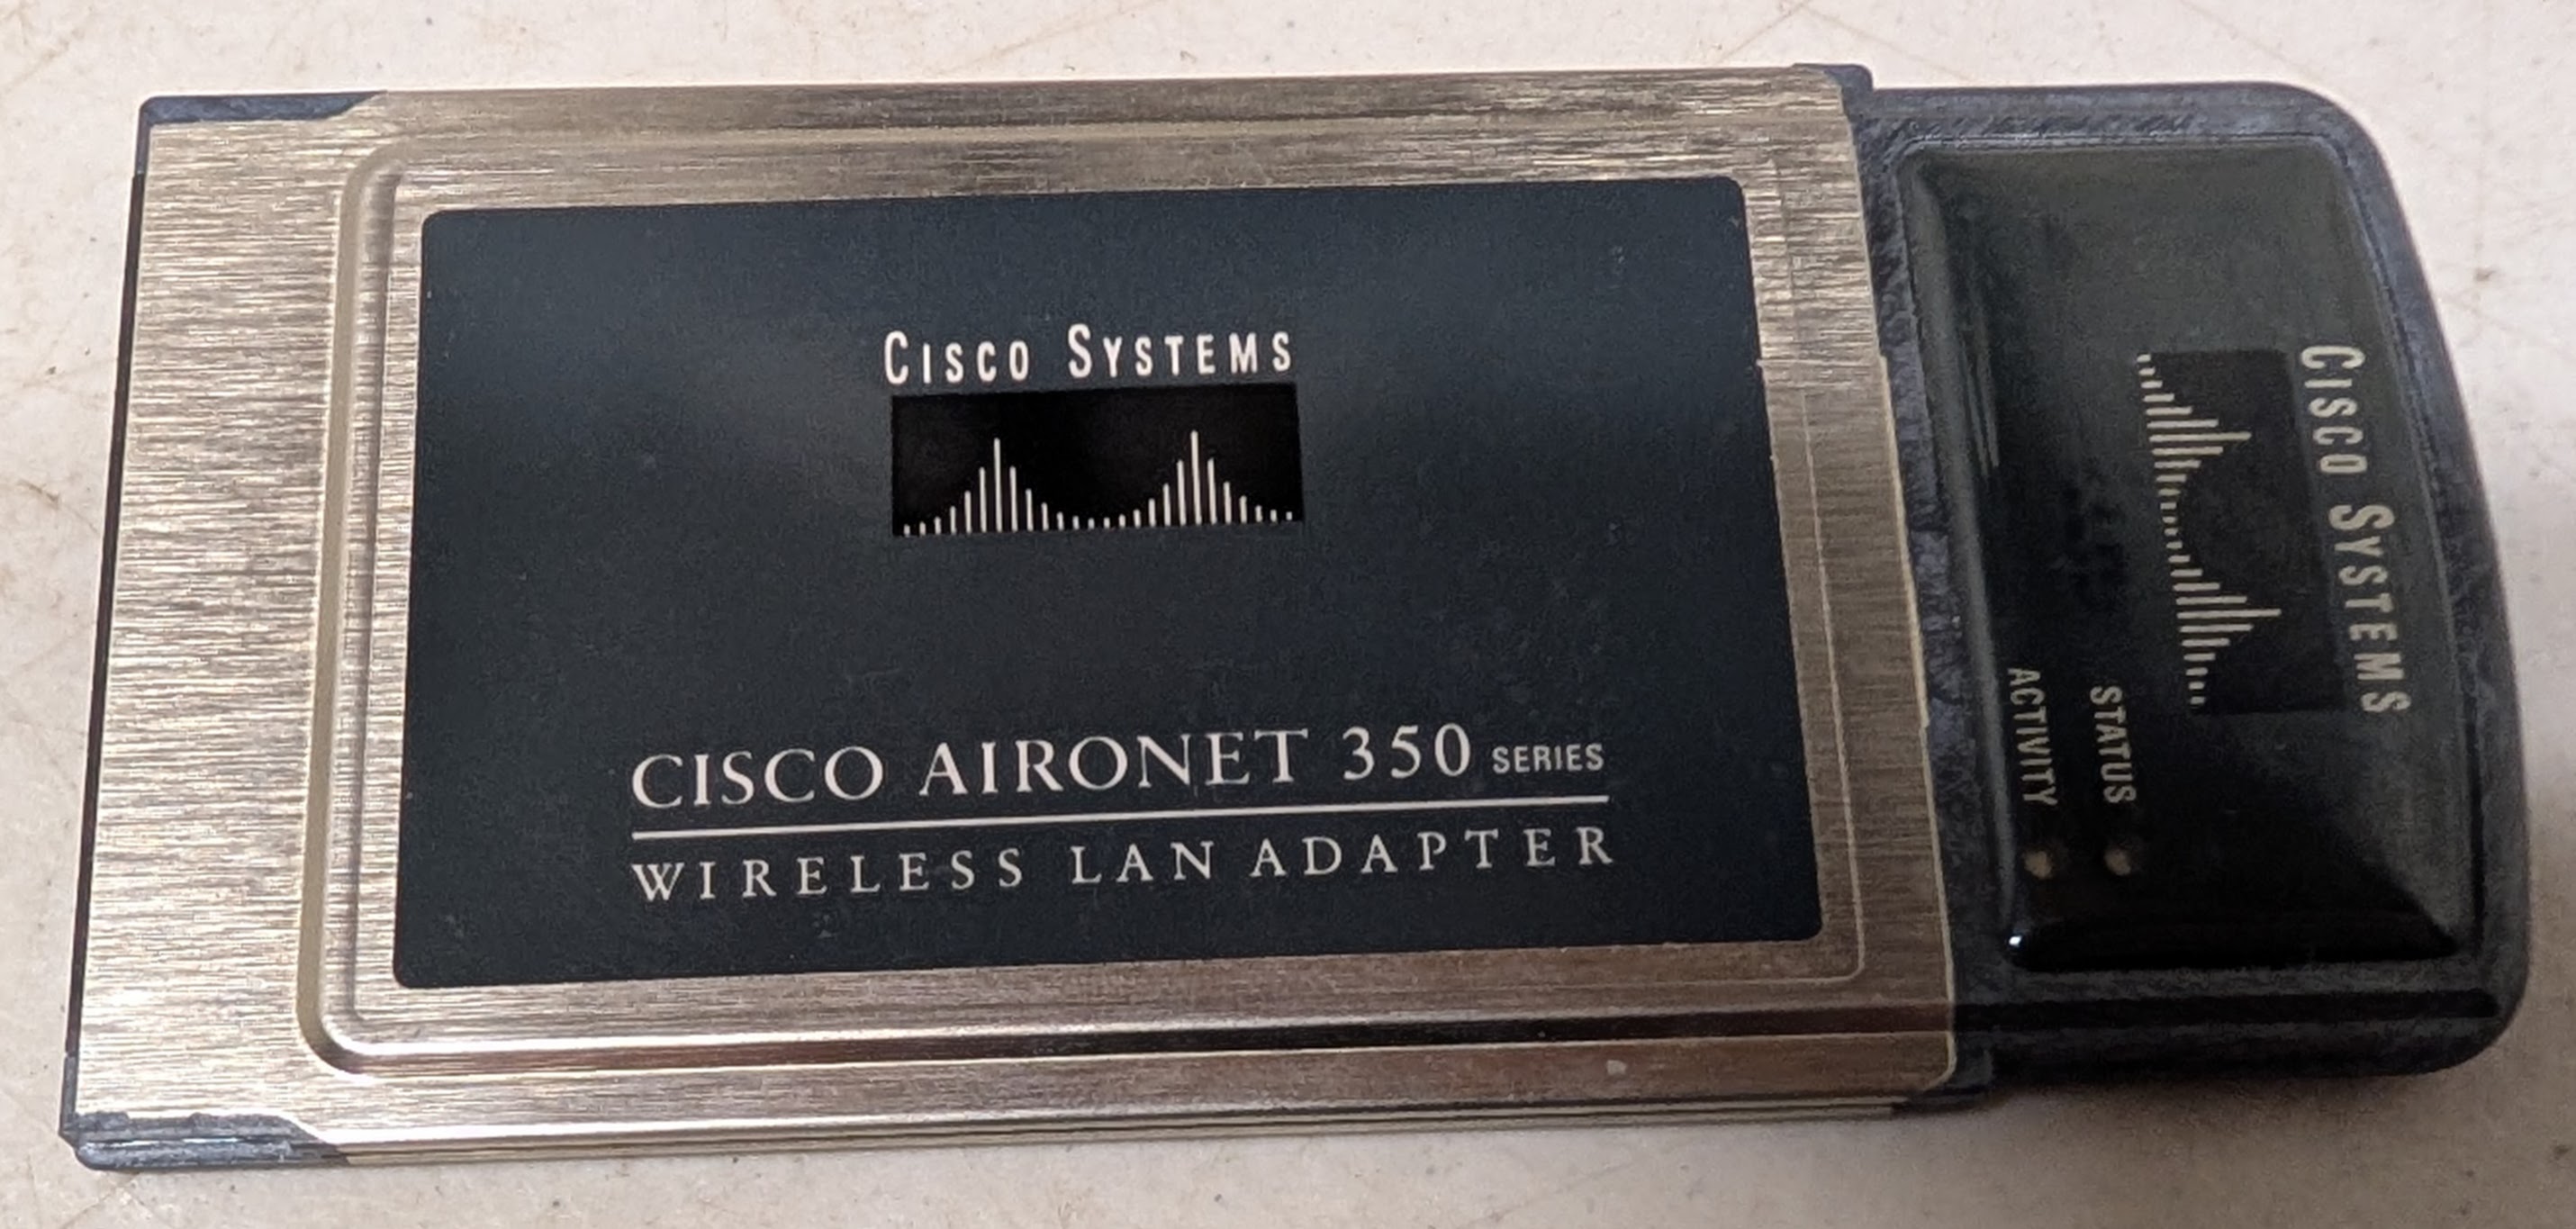 CISCO SYSTEMS
CISCO AIRONET 350 SERIES
WIRELESS LAN ADAPTER
CISCO SYSTEMS
STATUS
ACTIVITY